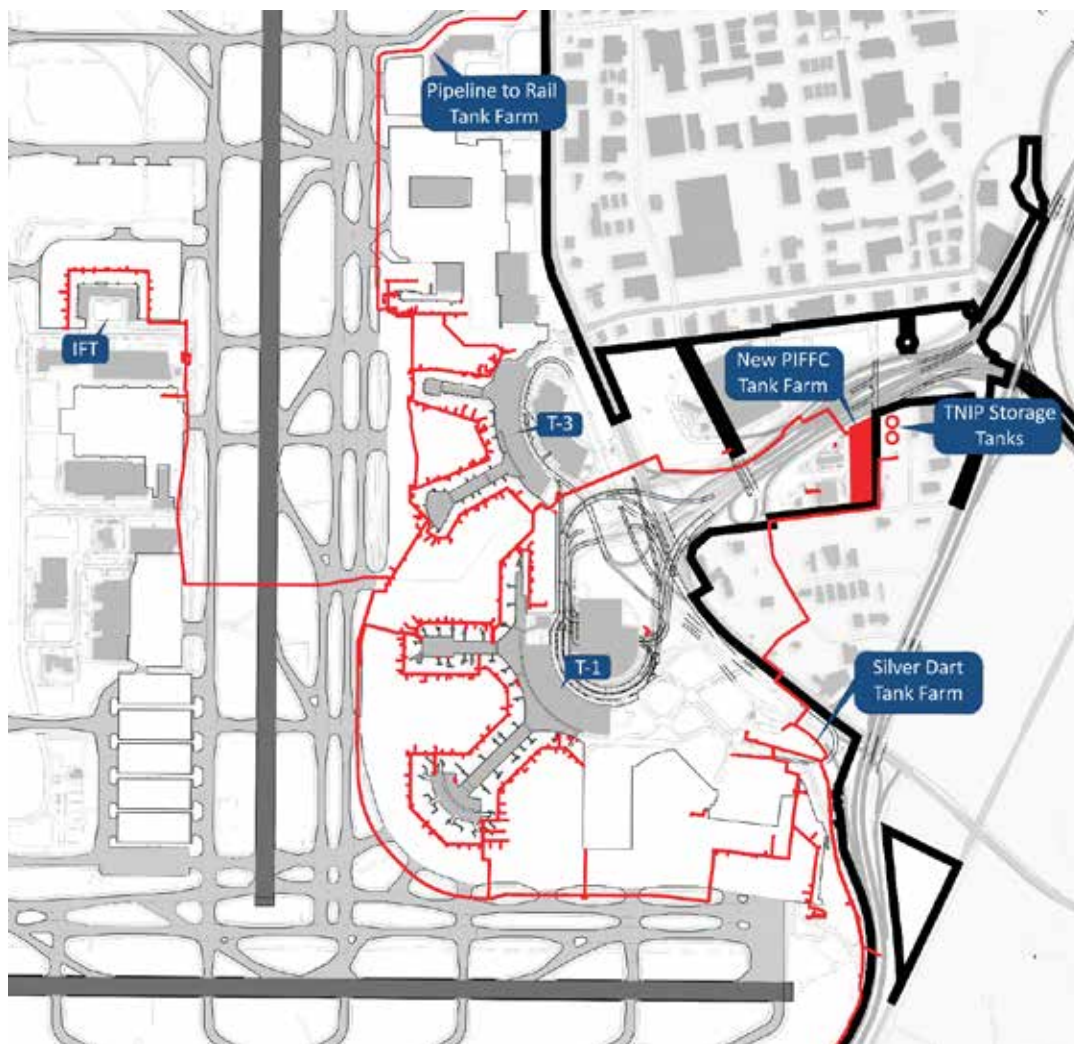 Pipeline to Rail
Tank Farm
IFT
New PIFFC
Tank Farm
T-3
TNIP Storage
Tanks
T-1
Silver Dart
Tank Farm